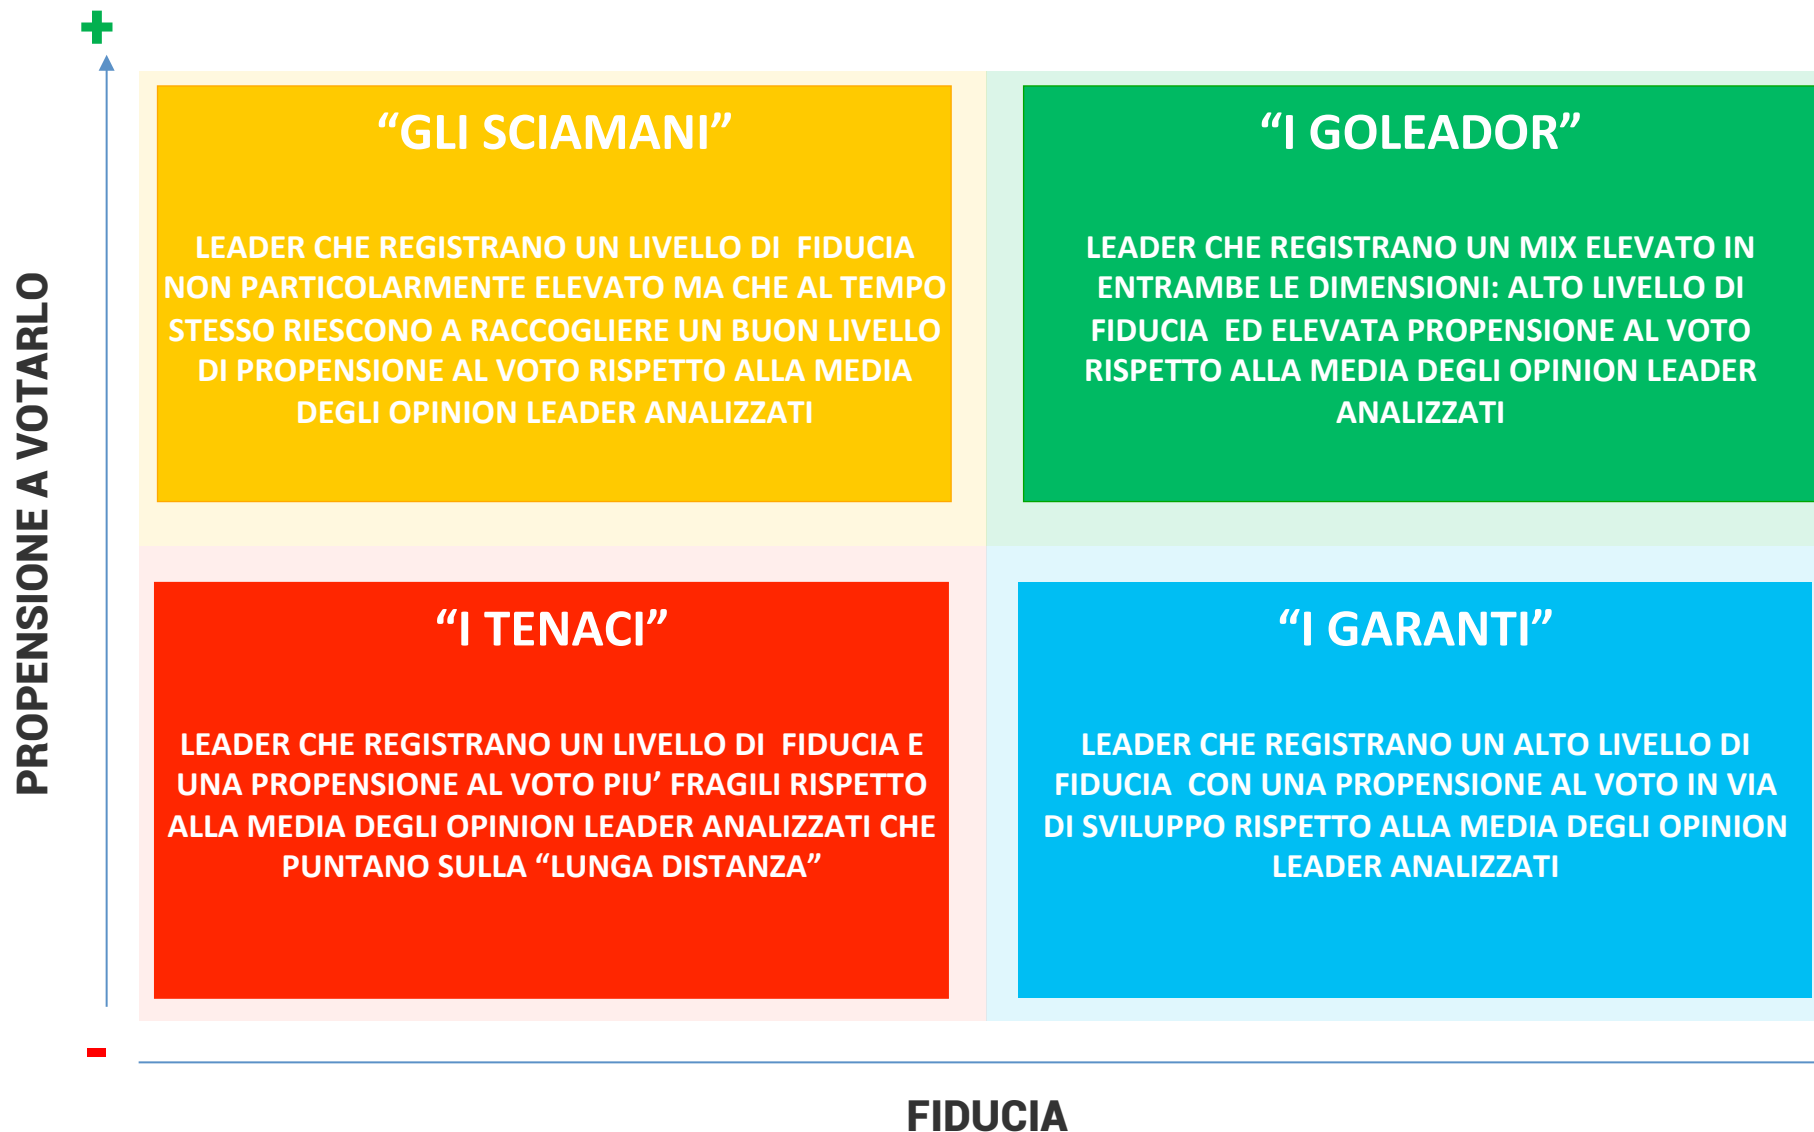 +
“GLI SCIAMANI”
LEADER CHE REGISTRANO UN LIVELLO DI  FIDUCIA
NON PARTICOLARMENTE ELEVATO MA CHE AL TEMPO
STESSO RIESCONO A RACCOGLIERE UN BUON LIVELLO
DI PROPENSIONE AL VOTO RISPETTO ALLA MEDIA
DEGLI OPINION LEADER ANALIZZATI
“I GOLEADOR”
LEADER CHE REGISTRANO UN MIX ELEVATO IN
ENTRAMBE LE DIMENSIONI: ALTO LIVELLO DI
FIDUCIA  ED ELEVATA PROPENSIONE AL VOTO
RISPETTO ALLA MEDIA DEGLI OPINION LEADER
ANALIZZATI
PROPENSIONE A VOTARLO
“I TENACI”
LEADER CHE REGISTRANO UN LIVELLO DI  FIDUCIA E
UNA PROPENSIONE AL VOTO PIU’ FRAGILI RISPETTO
ALLA MEDIA DEGLI OPINION LEADER ANALIZZATI CHE
PUNTANO SULLA “LUNGA DISTANZA”
“I GARANTI”
LEADER CHE REGISTRANO UN ALTO LIVELLO DI
FIDUCIA  CON UNA PROPENSIONE AL VOTO IN VIA
DI SVILUPPO RISPETTO ALLA MEDIA DEGLI OPINION
LEADER ANALIZZATI
-
FIDUCIA